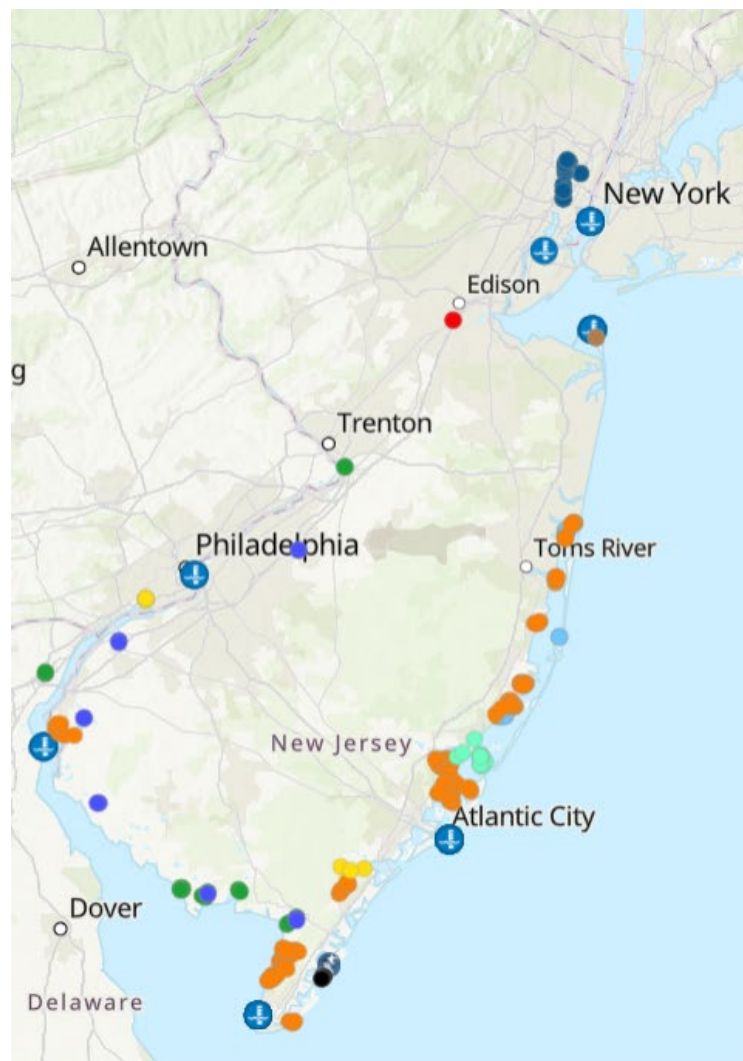 New York
Allentown
Edison
g
Trenton
Philadelphia
Toms River
New Jersey
Atlantic City
Dover
Delaware